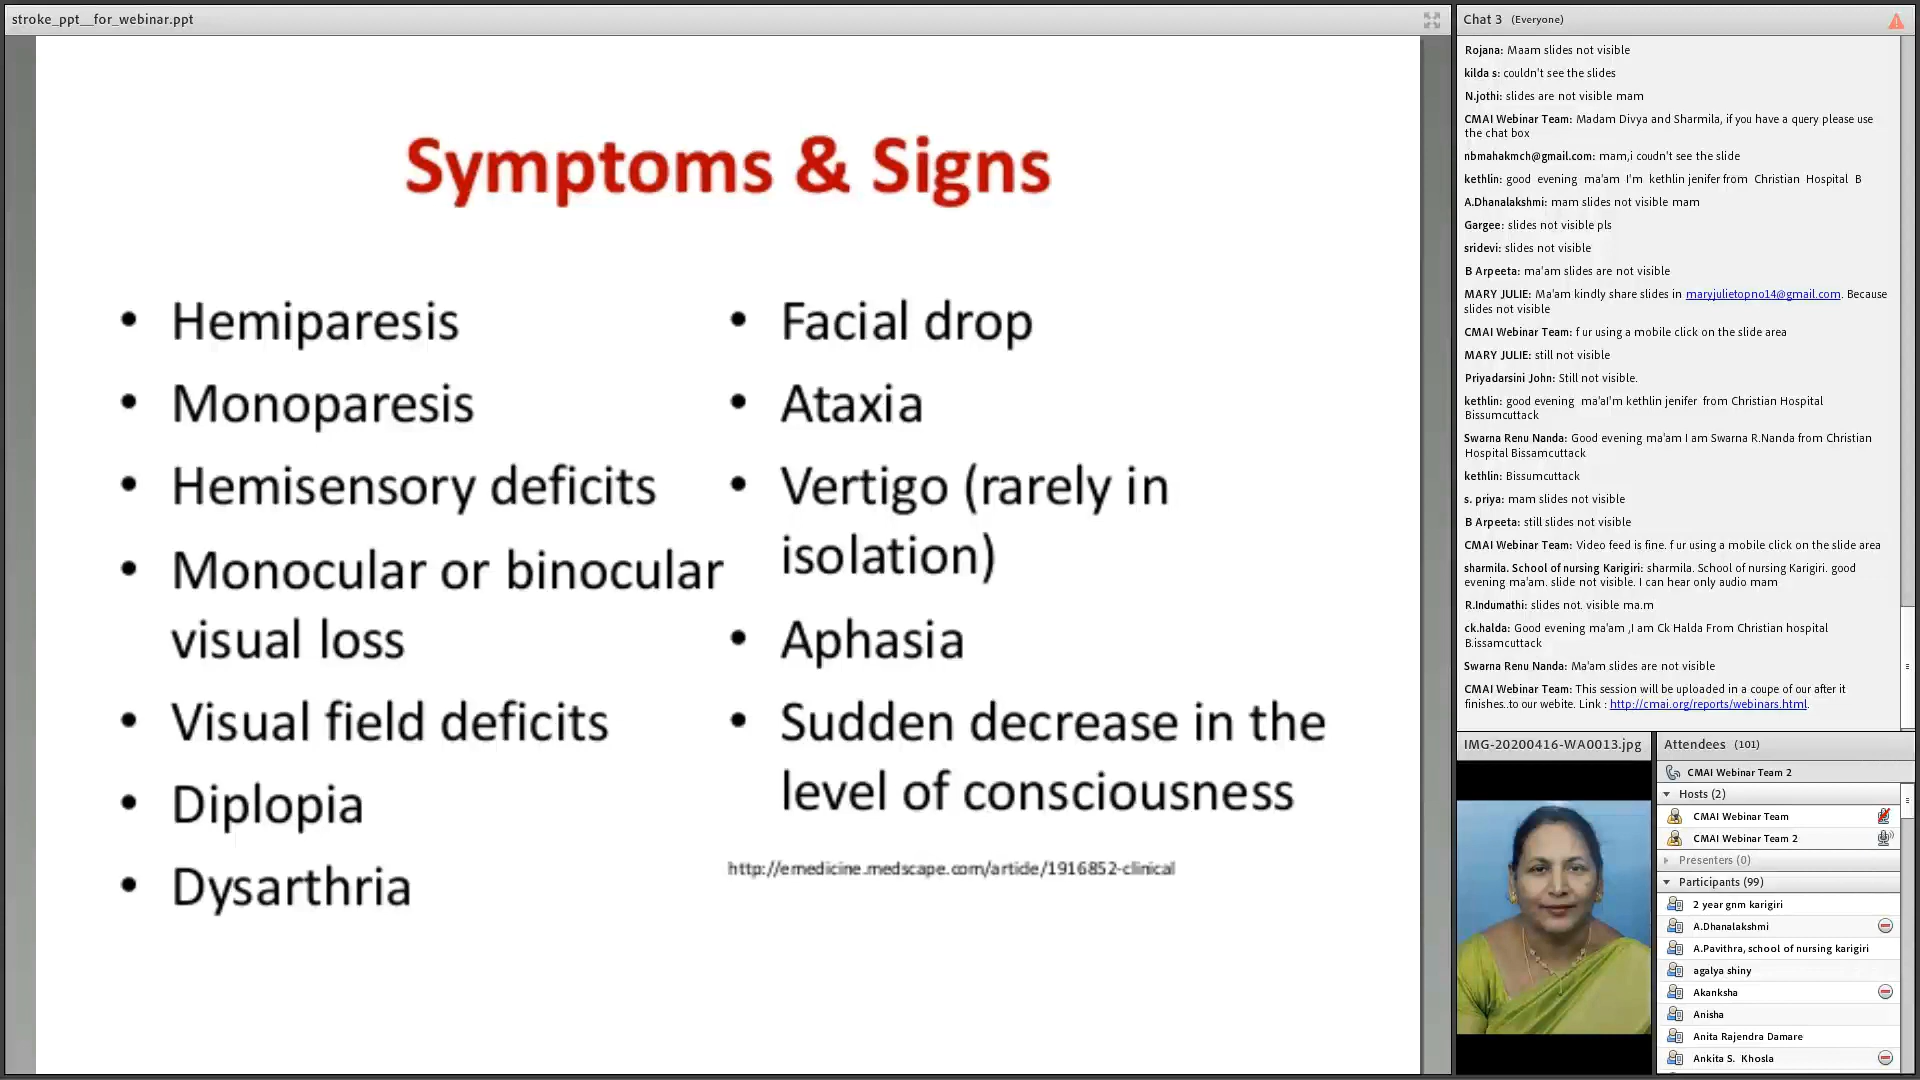 stroke_ppt__for_webinar.ppt
Symptoms & Signs
• Hemiparesis
• Monoparesis
• Hemisensory deficits
• Monocular or binocular
visual loss
• Visual field deficits
• Diplopia
• Dysarthria
• Facial drop
• Ataxia
• Vertigo (rarely in
isolation)
• Aphasia
• Sudden decrease in the
level of consciousness
http://emedicine.medscape.com/article/1916852-clinical
Chat 3 (Everyone)
Rojana: Maam slides not visible
kilda s: couldn't see the slides
N.jothi: slides are not visible mam
CMAI Webinar Team: Madam Divya and Sharmila, if you have a query please use
the chat box
nbmahakmch@gmail.com: mam,i coudn't see the slide
kethlin: good evening ma'am I'm kethlin jenifer from Christian Hospital B
A.Dhanalakshmi: mam slides not visible mam
Gargee: slides not visible pls
sridevi: slides not visible
B Arpeeta: ma'am slides are not visible
MARY JULIE: Ma'am kindly share slides in maryjulietopno14@gmail.com. Because
slides not visible
CMAI Webinar Team: f ur using a mobile click on the slide area
MARY JULIE: still not visible
Priyadarsini John: Still not visible.
kethlin: good evening ma'aI'm kethlin jenifer from Christian Hospital
Bissumcuttack
Swarna Renu Nanda: Good evening ma'am I am Swarna R.Nanda from Christian
Hospital Bissamcuttack
kethlin: Bissumcuttack
s. priya: mam slides not visible
B Arpeeta: still slides not visible
CMAI Webinar Team: Video feed is fine. f ur using a mobile click on the slide area
sharmila. School of nursing Karigiri: sharmila. School of nursing Karigiri. good
evening ma'am. slide not visible. I can hear only audio mam
R.Indumathi: slides not. visible ma.m
ck.halda: Good evening ma'am ,I am Ck Halda From Christian hospital
B.issamcuttack
Swarna Renu Nanda: Ma'am slides are not visible
CMAI Webinar Team: This session will be uploaded in a coupe of our after it
finishes..to our webite. Link : http://cmai.org/reports/webinars.html.
IMG-20200416-WA0013.jpg
Attendees (101)
CMAI Webinar Team 2
Hosts (2)
CMAI Webinar Team
CMAI Webinar Team 2
Presenters (0)
Participants (99)
2 year gnm karigiri
A.Dhanalakshmi
A.Pavithra, school of nursing karigiri
agalya shiny
Akanksha
Anisha
Anita Rajendra Damare
Ankita S. Khosla